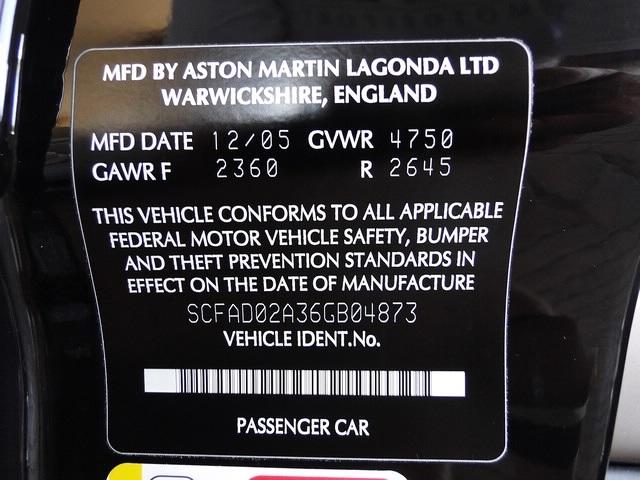 MFD BY ASTON MARTIN LAGONDA LTD
WARWICKSHIRE, ENGLAND
MFD DATE 12/05 GVWR 4750
GAWR F 2360 R 2645
THIS VEHICLE CONFORMS TO ALL APPLICABLE
FEDERAL MOTOR VEHICLE SAFETY, BUMPER
AND THEFT PREVENTION STANDARDS IN
EFFECT ON THE DATE OF MANUFACTURE
SCFAD02A36GB04873
VEHICLE IDENT.No.
PASSENGER CAR